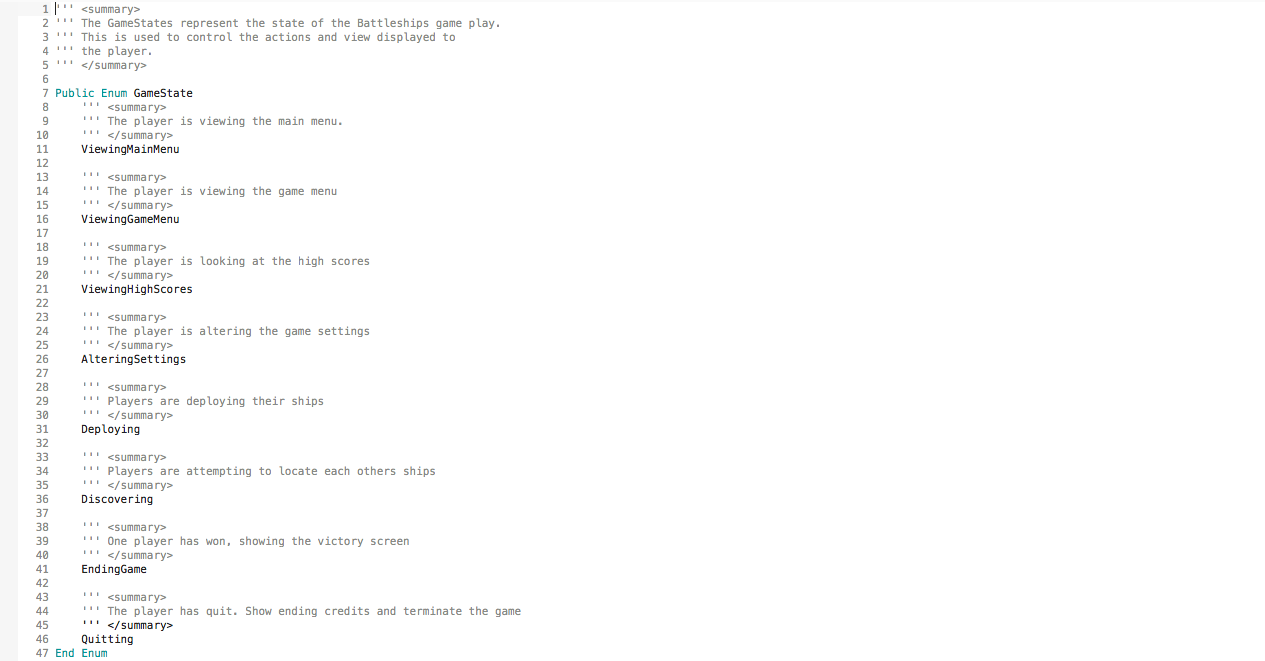 1 ''' <summary>
2 ''' The GameStates represent the state of the Battleships game play.
3 ''' This is used to control the actions and view displayed to
4 ''' the player.
5 ''' </summary>
6
7 Public Enum GameState
8     ''' <summary>
9     ''' The player is viewing the main menu.
10     ''' </summary>
11     ViewingMainMenu
12
13     ''' <summary>
14     ''' The player is viewing the game menu
15     ''' </summary>
16     ViewingGameMenu
17
18     ''' <summary>
19     ''' The player is looking at the high scores
20     ''' </summary>
21     ViewingHighScores
22
23     ''' <summary>
24     ''' The player is altering the game settings
25     ''' </summary>
26     AlteringSettings
27
28     ''' <summary>
29     ''' Players are deploying their ships
30     ''' </summary>
31     Deploying
32
33     ''' <summary>
34     ''' Players are attempting to locate each others ships
35     ''' </summary>
36     Discovering
37
38     ''' <summary>
39     ''' One player has won, showing the victory screen
40     ''' </summary>
41     EndingGame
42
43     ''' <summary>
44     ''' The player has quit. Show ending credits and terminate the game
45     ''' </summary>
46     Quitting
47 End Enum